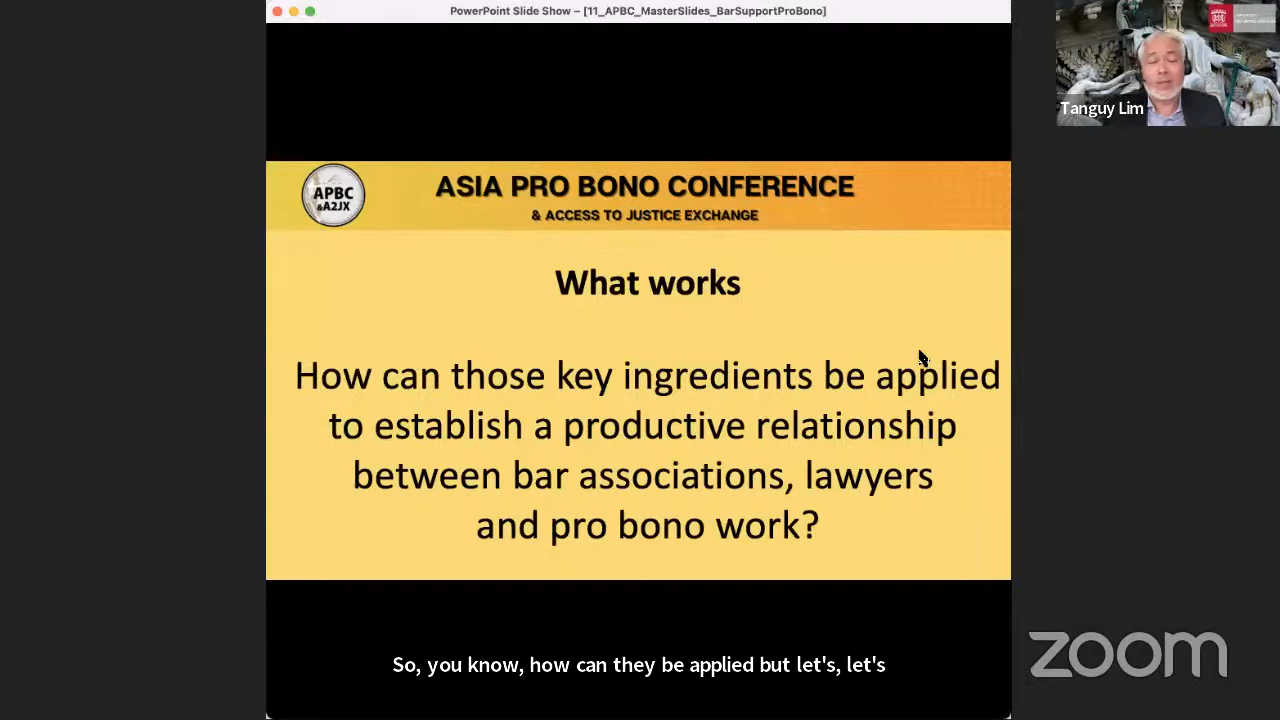 PowerPoint Slide Show – [11_APBC_MasterSlides_BarSupportProBono]
Tanguy Lim
APBC
&A2JX
ASIA PRO BONO CONFERENCE
& ACCESS TO JUSTICE EXCHANGE
What works
How can those key ingredients be applied
to establish a productive relationship
between bar associations, lawyers
and pro bono work?
So, you know, how can they be applied but let's, let's
zoom